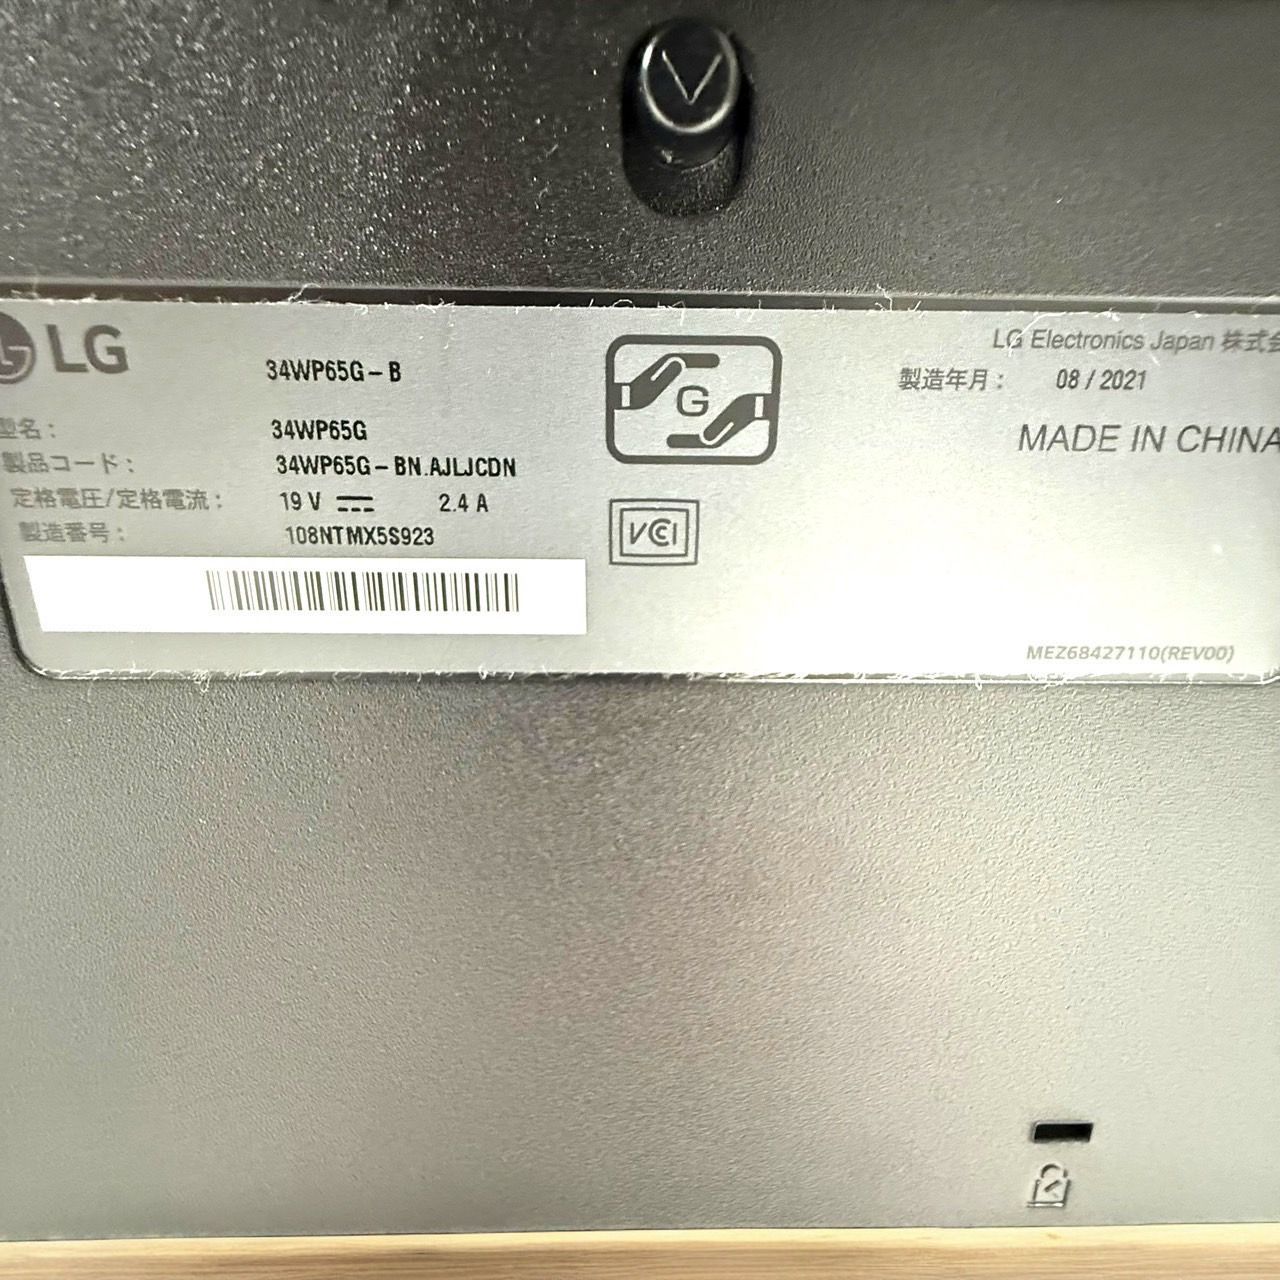 LG
34WP65G-B
型名: 34WP65G
製品コード: 34WP65G-BN.AJLJCDN
定格電圧/定格電流: 19 V 2.4 A
製造番号: 108NTMX5S923
G
VCCI
LG Electronics Japan 株式会
製造年月: 08 / 2021
MADE IN CHINA
MEZ68427110(REV00)